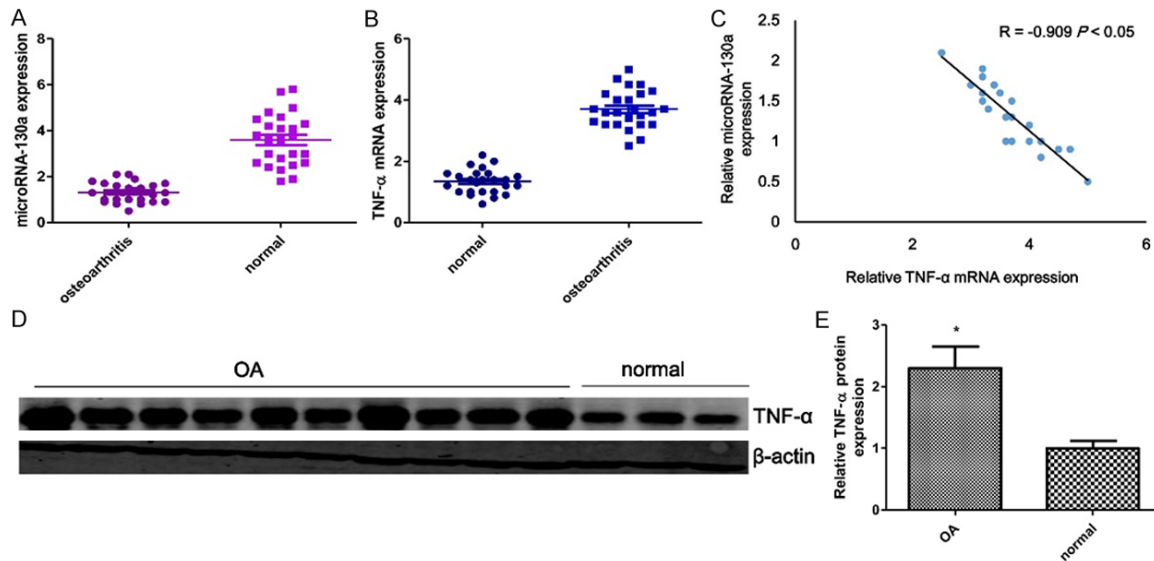 A
microRNA-130a expression
8
6
4
2
0
osteoarthritis
normal
B
TNF-α mRNA expression
6
4
2
0
normal
osteoarthritis
C
Relative microRNA-130a
expression
2.5
2
1.5
1
0.5
0
0
2
4
6
R = -0.909 P < 0.05
Relative TNF-α mRNA expression
D
OA
normal
TNF-α
β-actin
E
Relative TNF-α protein
expression
3
2
1
0
*
OA
normal